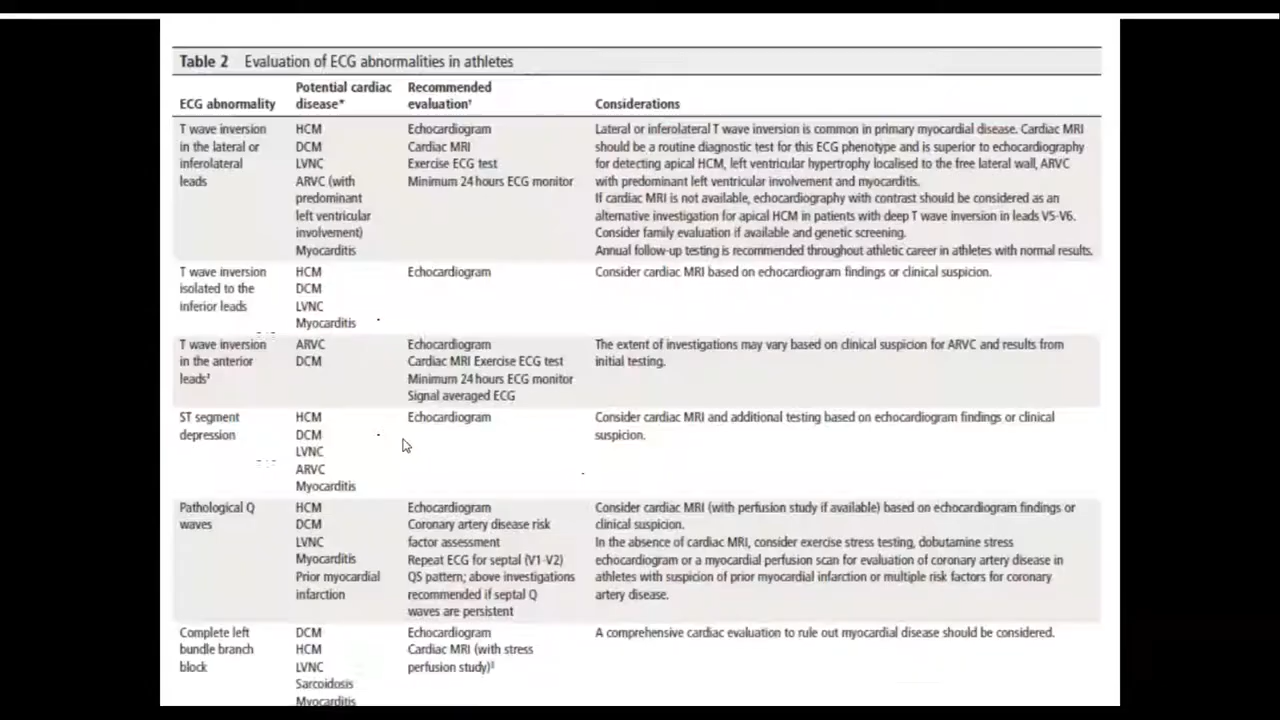 Table 2 Evaluation of ECG abnormalities in athletes
ECG abnormality Potential cardiac disease* Recommended evaluation† Considerations
T wave inversion HCM Echocardiogram Lateral or inferolateral T wave inversion is common in primary myocardial disease. Cardiac MRI
in the lateral or DCM Cardiac MRI should be a routine diagnostic test for this ECG phenotype and is superior to echocardiography
inferolateral LVNC Exercise ECG test for detecting apical HCM, left ventricular hypertrophy localised to the free lateral wall, ARVC
leads ARVC (with Minimum 24 hours ECG monitor with predominant left ventricular involvement and myocarditis.
predominant If cardiac MRI is not available, echocardiography with contrast should be considered as an
left ventricular alternative investigation for apical HCM in patients with deep T wave inversion in leads V5-V6.
involvement) Consider family evaluation if available and genetic screening.
Myocarditis Annual follow-up testing is recommended throughout athletic career in athletes with normal results.
T wave inversion HCM Echocardiogram Consider cardiac MRI based on echocardiogram findings or clinical suspicion.
isolated to the DCM
inferior leads LVNC
Myocarditis
T wave inversion ARVC Echocardiogram The extent of investigations may vary based on clinical suspicion for ARVC and results from
in the anterior DCM Cardiac MRI Exercise ECG test initial testing.
leads‡ Minimum 24 hours ECG monitor
Signal averaged ECG
ST segment HCM Echocardiogram Consider cardiac MRI and additional testing based on echocardiogram findings or clinical
depression DCM suspicion.
LVNC
ARVC
Myocarditis
Pathological Q HCM Echocardiogram Consider cardiac MRI (with perfusion study if available) based on echocardiogram findings or
waves DCM Coronary artery disease risk clinical suspicion.
LVNC factor assessment In the absence of cardiac MRI, consider exercise stress testing, dobutamine stress
Myocarditis Repeat ECG for septal (V1-V2) echocardiogram or a myocardial perfusion scan for evaluation of coronary artery disease in
Prior myocardial QS pattern; above investigations athletes with suspicion of prior myocardial infarction or multiple risk factors for coronary
infarction recommended if septal Q artery disease.
waves are persistent
Complete left DCM Echocardiogram A comprehensive cardiac evaluation to rule out myocardial disease should be considered.
bundle branch HCM Cardiac MRI (with stress
block LVNC perfusion study)§
Sarcoidosis
Myocarditis